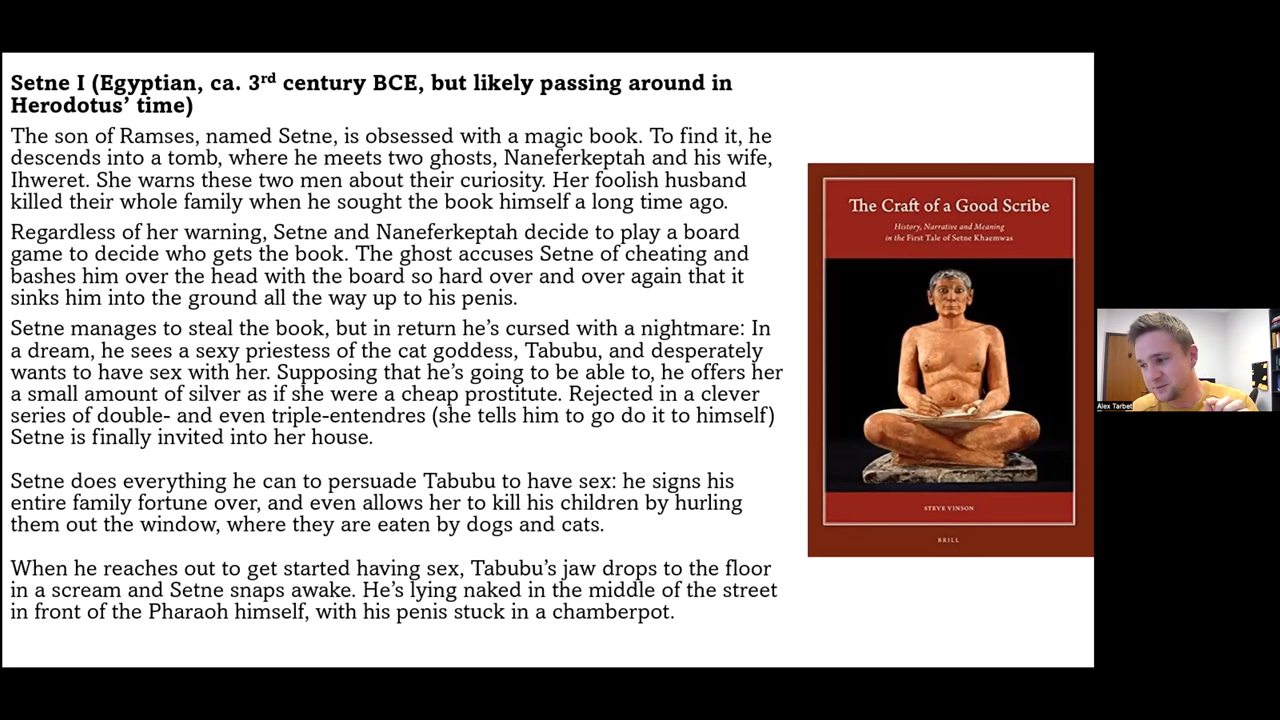 Setne I (Egyptian, ca. 3rd century BCE, but likely passing around in
Herodotus' time)
The son of Ramses, named Setne, is obsessed with a magic book. To find it, he
descends into a tomb, where he meets two ghosts, Naneferkeptah and his wife,
Ihweret. She warns these two men about their curiosity. Her foolish husband
killed their whole family when he sought the book himself a long time ago.
Regardless of her warning, Setne and Naneferkeptah decide to play a board
game to decide who gets the book. The ghost accuses Setne of cheating and
bashes him over the head with the board so hard over and over again that it
sinks him into the ground all the way up to his penis.
Setne manages to steal the book, but in return he's cursed with a nightmare: In
a dream, he sees a sexy priestess of the cat goddess, Tabubu, and desperately
wants to have sex with her. Supposing that he's going to be able to, he offers her
a small amount of silver as if she were a cheap prostitute. Rejected in a clever
series of double- and even triple-entendres (she tells him to go do it to himself)
Setne is finally invited into her house.
Setne does everything he can to persuade Tabubu to have sex: he signs his
entire family fortune over, and even allows her to kill his children by hurling
them out the window, where they are eaten by dogs and cats.
When he reaches out to get started having sex, Tabubu's jaw drops to the floor
in a scream and Setne snaps awake. He's lying naked in the middle of the street
in front of the Pharaoh himself, with his penis stuck in a chamberpot.
The Craft of a Good Scribe
History, Narrative and Meaning
in the First Tale of Setne Khaemwas
STEVE VINSON
BRILL
Alex Tarbet